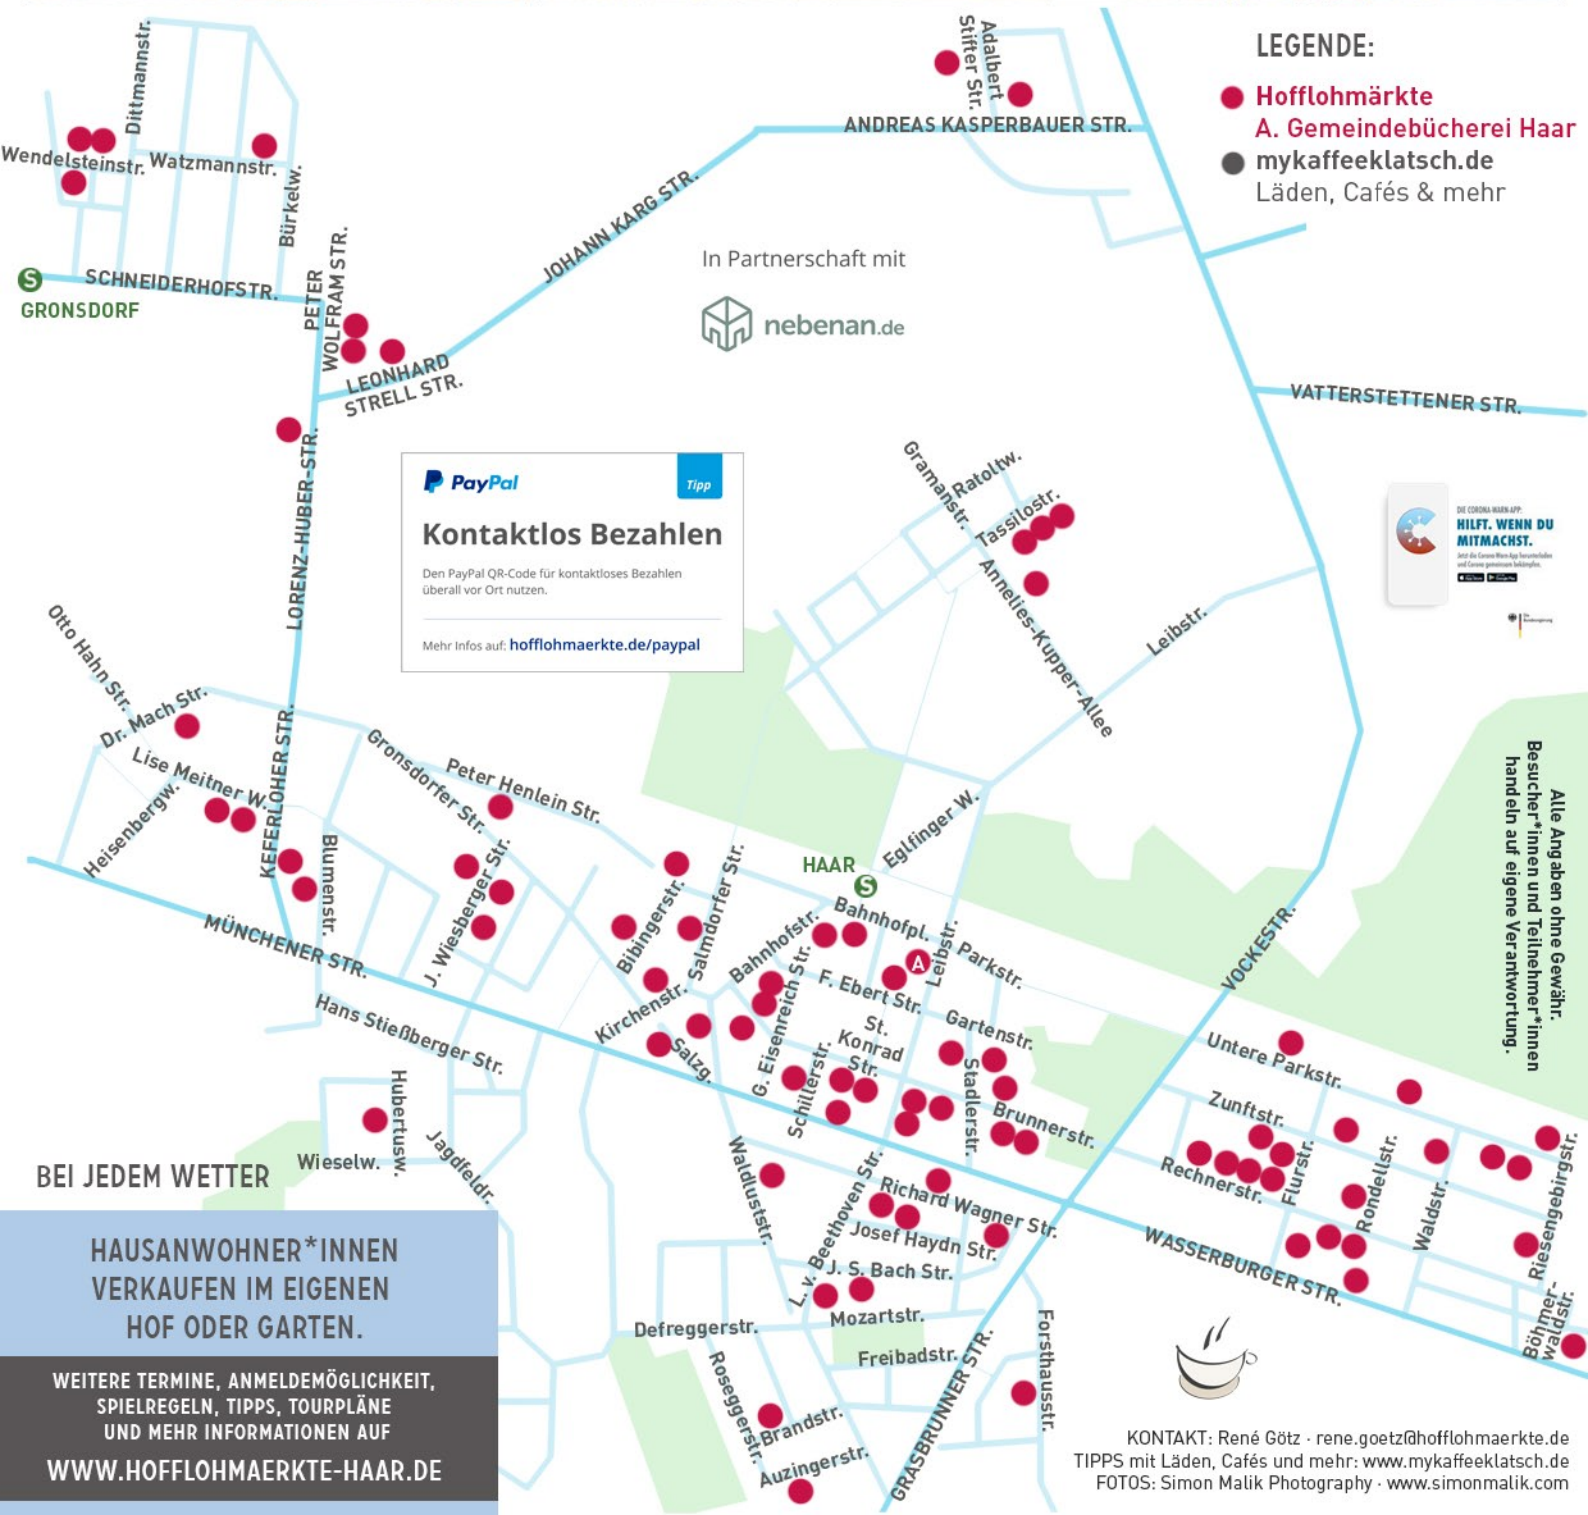 LEGENDE:
Hofflohmärkte
A. Gemeindebücherei Haar
mykaffeeklatsch.de
Läden, Cafés & mehr
Adalbert
Stifter Str.
ANDREAS KASPERBAUER STR.
Dittmannstr.
Wendelsteinstr.
Watzmannstr.
Bürkelw.
S
SCHNEIDERHOFSTR.
GRONSDORF
PETER
WOLFRAM STR.
JOHANN KARG STR.
LEONHARD
STRELL STR.
In Partnerschaft mit
nebenan.de
VATTERSTETTENER STR.
LORENZ-HUBER-STR.
PayPal
Tipp
Kontaktlos Bezahlen
Den PayPal QR-Code für kontaktloses Bezahlen
überall vor Ort nutzen.
Mehr Infos auf: hofflohmaerkte.de/paypal
Gramanstr.
Ratoltw.
Tassilostr.
Annelies-Kupper-Allee
Leibstr.
DIE CORONA-WARN-APP:
HILFT. WENN DU
MITMACHST.
Otto Hahn Str.
Dr. Mach Str.
Lise Meitner W.
Heisenbergw.
KEFERLOHER STR.
Blumenstr.
Gronsdorfer Str.
Peter Henlein Str.
J. Wiesberger Str.
MÜNCHENER STR.
Alle Angaben ohne Gewähr.
Besucher*innen und Teilnehmer*innen
handeln auf eigene Verantwortung.
Eglfinger W.
HAAR
S
Bibingerstr.
Salmdorfer Str.
Bahnhofstr.
Bahnhofpl.
A
Leibstr.
Parkstr.
VOCKESTR.
Kirchenstr.
Salzg.
G. Eisenreich Str.
F. Ebert Str.
Gartenstr.
St.
Konrad
Str.
Schillerstr.
Stadlerstr.
Brunnerstr.
Hans Stießberger Str.
Hubertusw.
Wieselw.
Jagdfeldr.
Untere Parkstr.
Zunftstr.
Rechnerstr.
Flurstr.
Rondellstr.
Waldstr.
Riesengebirgstr.
Böhmer-
waldstr.
WASSERBURGER STR.
Waldluststr.
L. v. Beethoven Str.
Richard Wagner Str.
Josef Haydn Str.
J. S. Bach Str.
Mozartstr.
Defreggerstr.
Freibadstr.
Roseggerstr.
Brandstr.
Auzingerstr.
GRASBRUNNER STR.
Forsthausstr.
BEI JEDEM WETTER
HAUSANWOHNER*INNEN
VERKAUFEN IM EIGENEN
HOF ODER GARTEN.
WEITERE TERMINE, ANMELDEMÖGLICHKEIT,
SPIELREGELN, TIPPS, TOURPLÄNE
UND MEHR INFORMATIONEN AUF
WWW.HOFFLOHMAERKTE-HAAR.DE
KONTAKT: René Götz · rene.goetz@hofflohmaerkte.de
TIPPS mit Läden, Cafés und mehr: www.mykaffeeklatsch.de
FOTOS: Simon Malik Photography · www.simonmalik.com